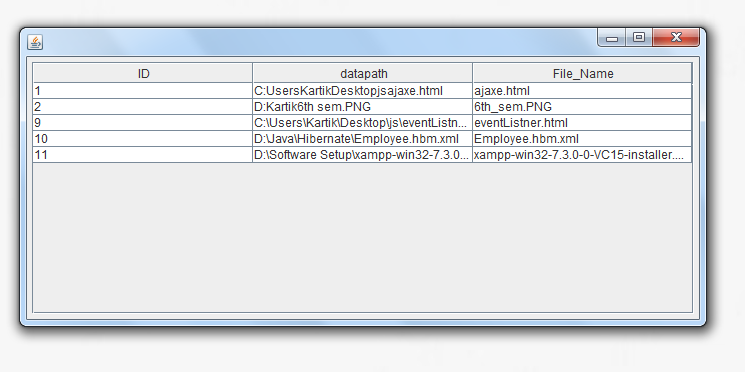 ID datapath File_Name
1 C:UsersKartikDesktopjsajaxe.html ajaxe.html
2 D:Kartik6th sem.PNG 6th_sem.PNG
9 C:\Users\Kartik\Desktop\js\eventListn... eventListner.html
10 D:\Java\Hibernate\Employee.hbm.xml Employee.hbm.xml
11 D:\Software Setup\xampp-win32-7.3.0... xampp-win32-7.3.0-0-VC15-installer....